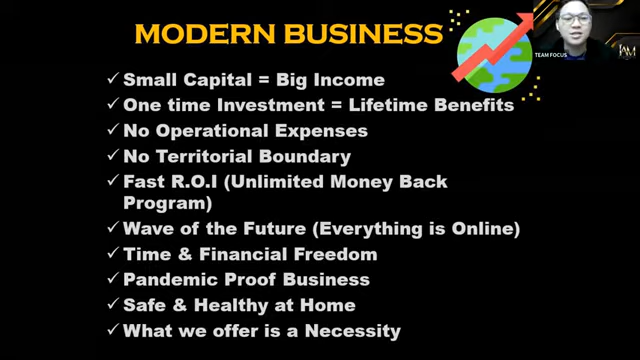 MODERN BUSINESS
TEAM FOCUS
IAM
✓ Small Capital = Big Income
✓ One time Investment = Lifetime Benefits
✓ No Operational Expenses
✓ No Territorial Boundary
✓ Fast R.O.I (Unlimited Money Back
Program)
✓ Wave of the Future (Everything is Online)
✓ Time & Financial Freedom
✓ Pandemic Proof Business
✓ Safe & Healthy at Home
✓ What we offer is a Necessity